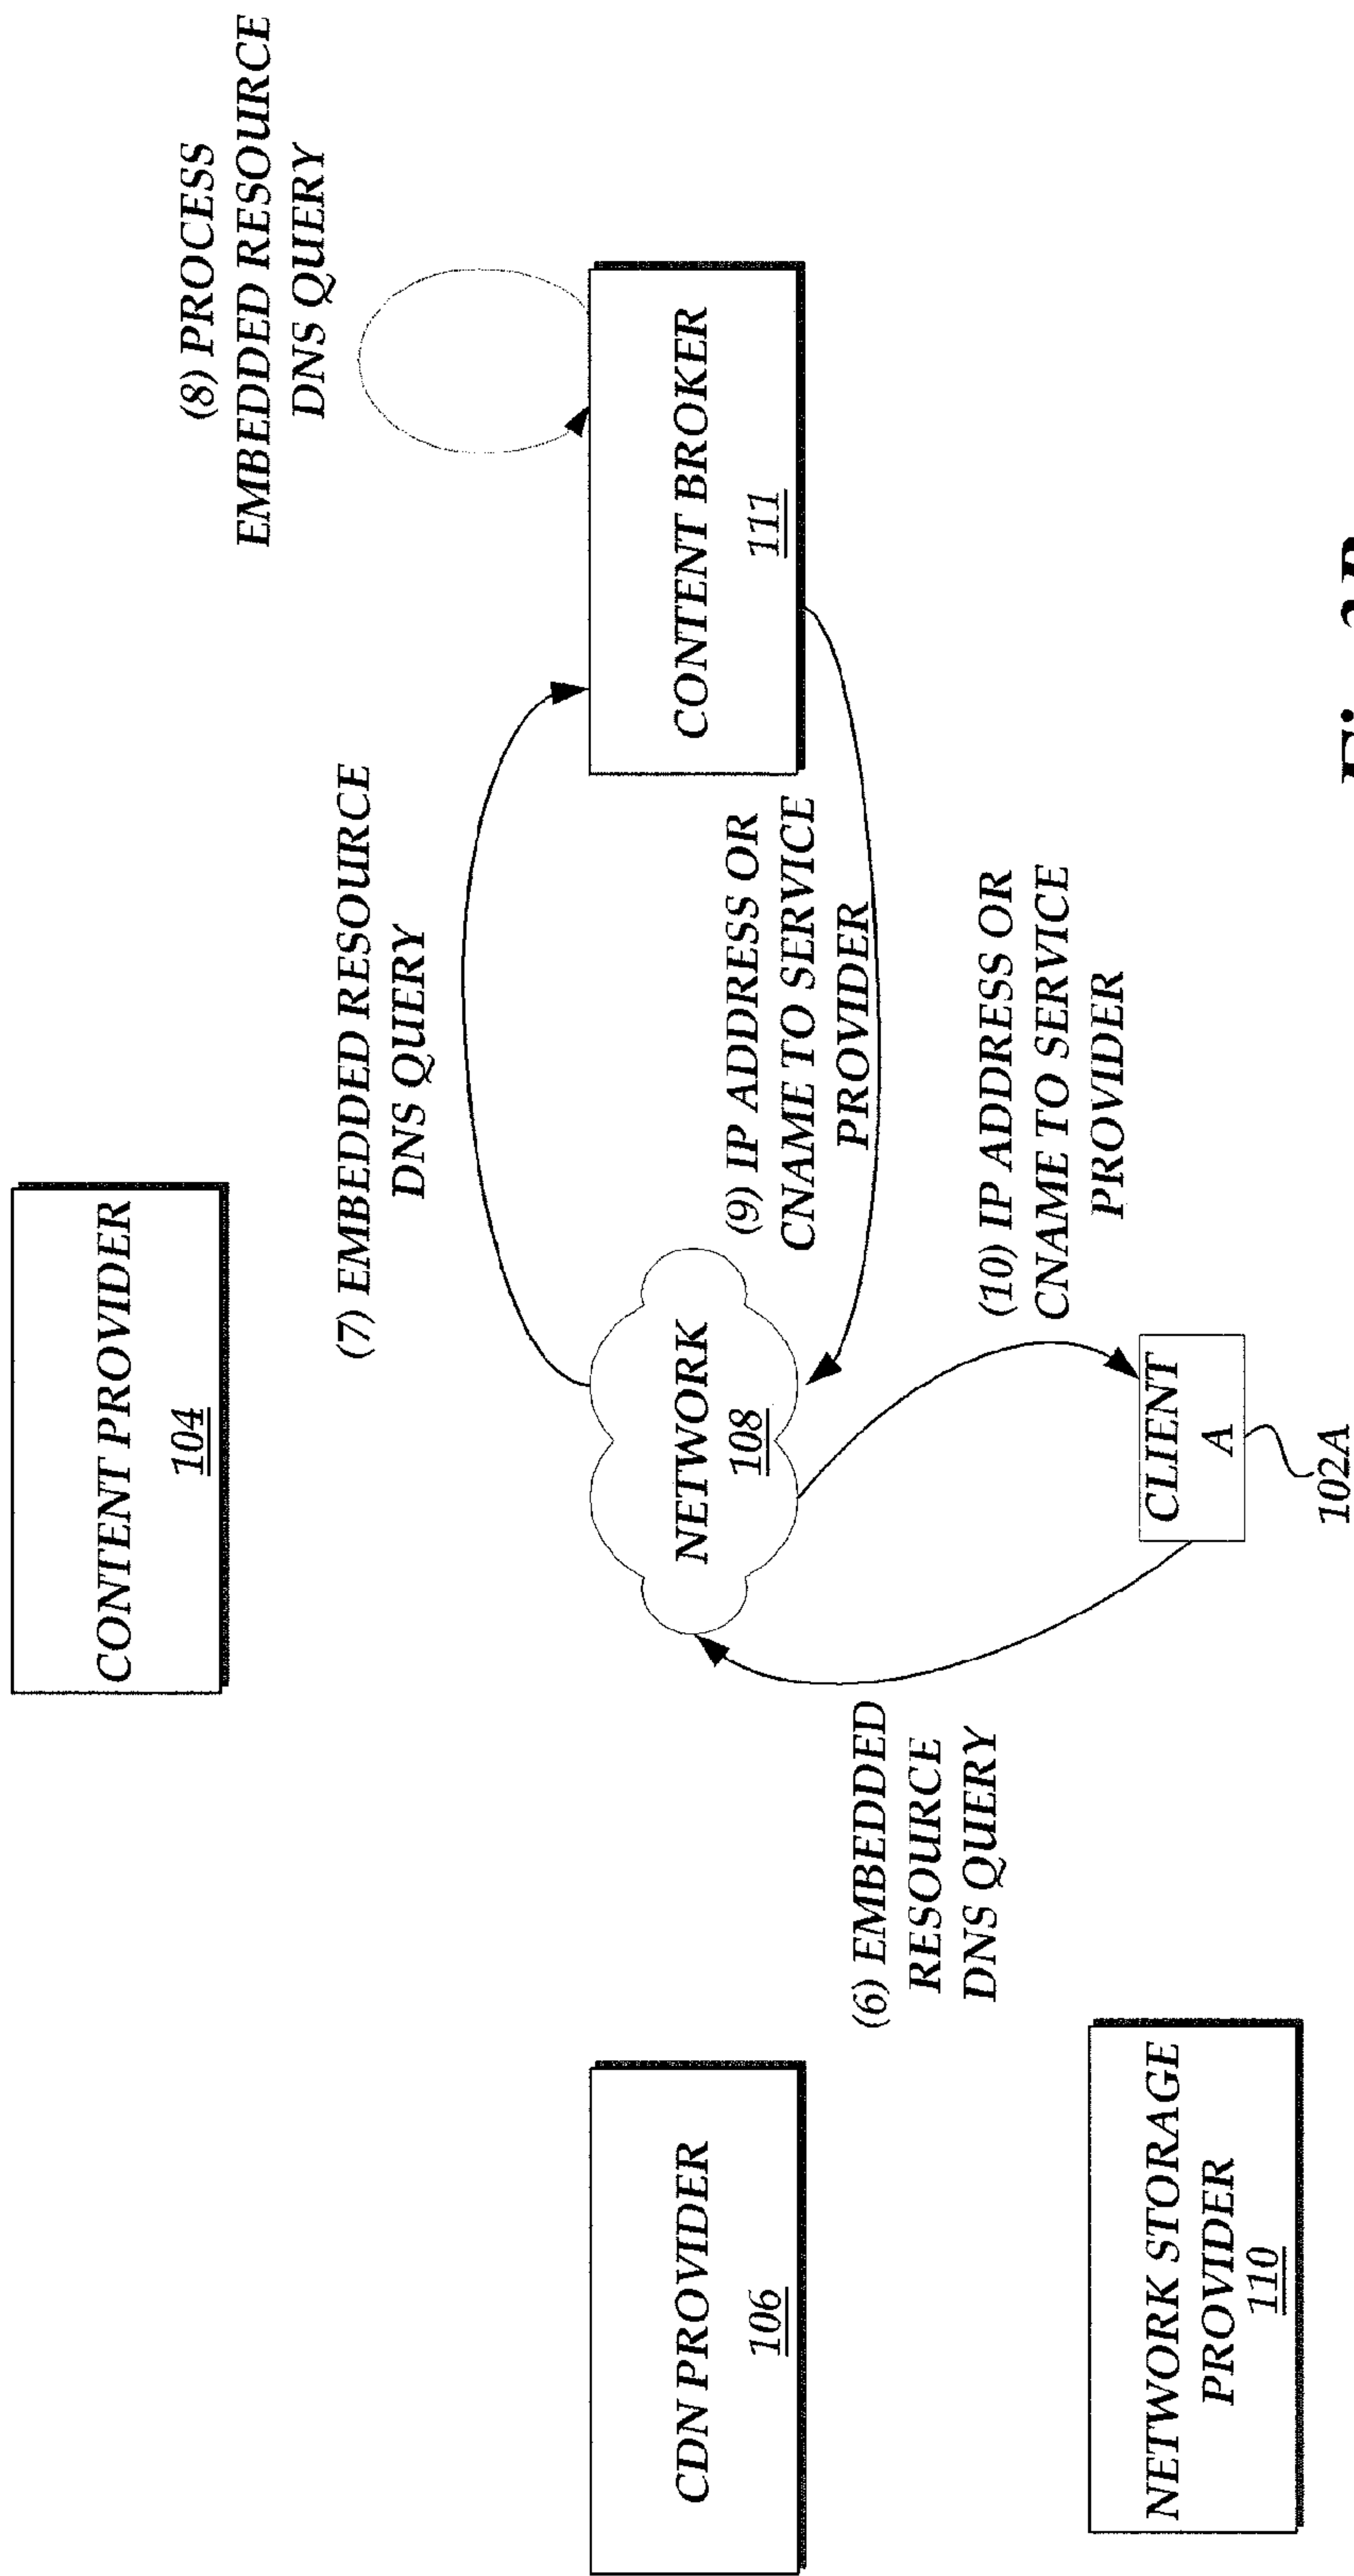 CONTENT PROVIDER
104
(8) PROCESS
EMBEDDED RESOURCE
DNS QUERY
(7) EMBEDDED RESOURCE
DNS QUERY
CDN PROVIDER
106
NETWORK
108
CONTENT BROKER
111
(9) IP ADDRESS OR
CNAME TO SERVICE
PROVIDER
(6) EMBEDDED
RESOURCE
DNS QUERY
(10) IP ADDRESS OR
CNAME TO SERVICE
PROVIDER
NETWORK STORAGE
PROVIDER
110
CLIENT
A
102A